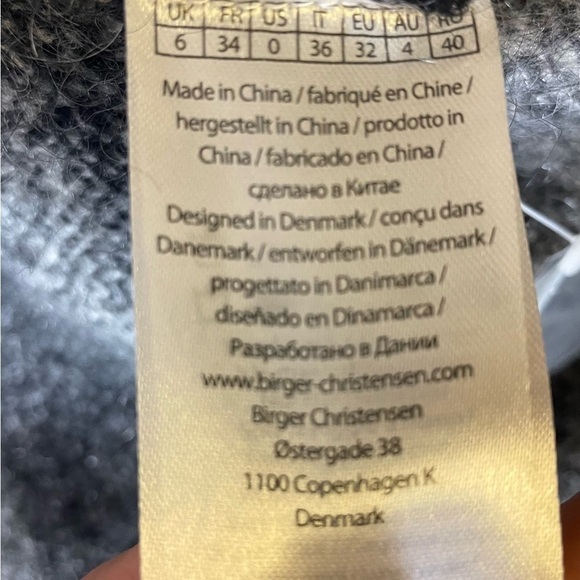 UK FR US IT EU AU RU
6 34 0 36 32 4 40
Made in China / fabriqué en Chine /
hergestellt in China / prodotto in
China / fabricado en China /
сделано в Китае
Designed in Denmark / conçu dans
Danemark / entworfen in Dänemark /
progettato in Danimarca /
diseñado en Dinamarca /
Разработано в Дании
www.birger-christensen.com
Birger Christensen
Østergade 38
1100 Copenhagen K
Denmark